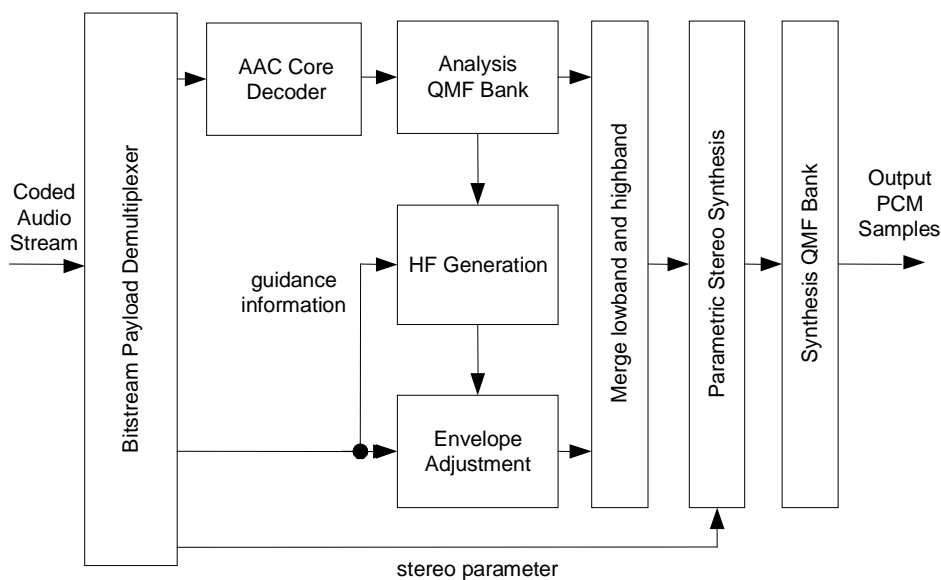 Coded
Audio
Stream
Bitstream Payload Demultiplexer
AAC Core
Decoder
Analysis
QMF Bank
guidance
information
HF Generation
Envelope
Adjustment
Merge lowband and highband
Parametric Stereo Synthesis
Synthesis QMF Bank
Output
PCM
Samples
stereo parameter